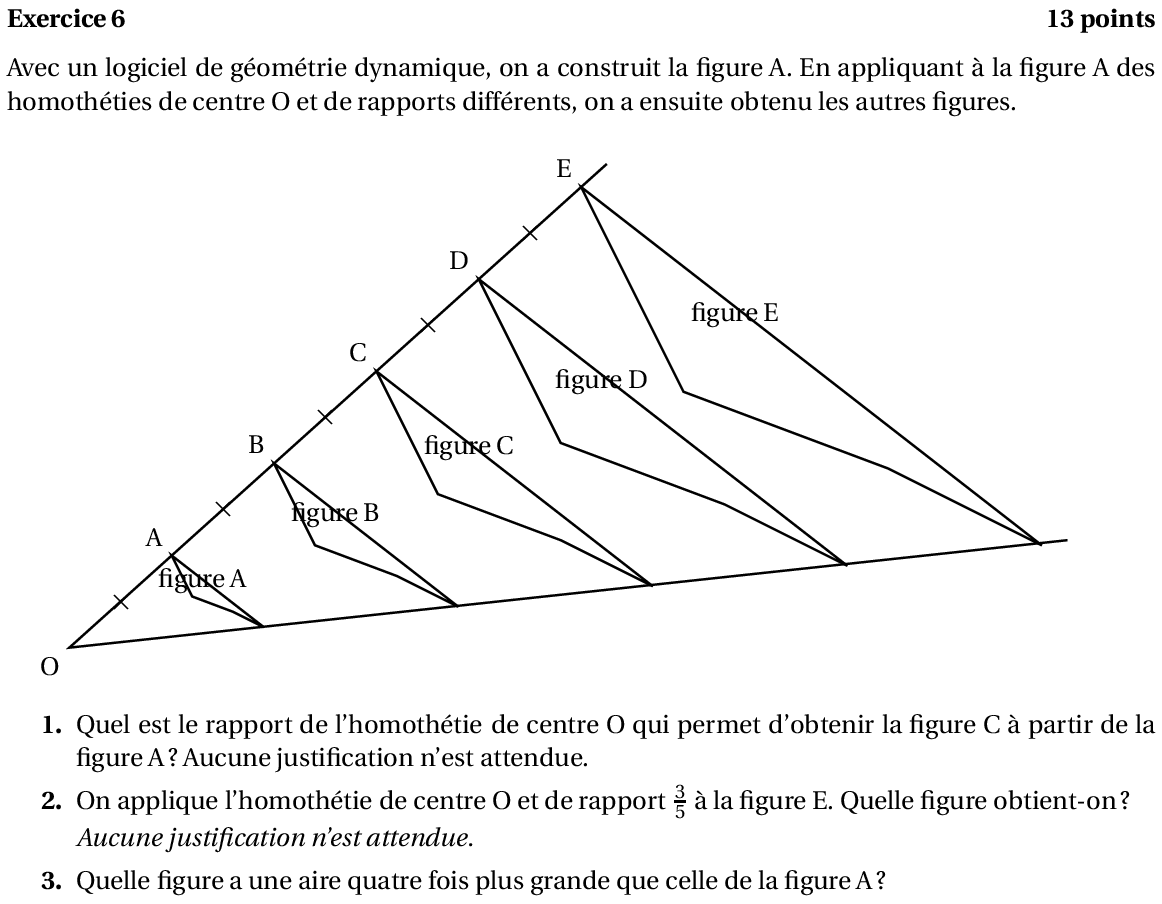 Exercice 6 13 points
Avec un logiciel de géométrie dynamique, on a construit la figure A. En appliquant à la figure A des
homothéties de centre O et de rapports différents, on a ensuite obtenu les autres figures.
E
D
figure E
C
figure D
B
figure C
figure B
A
figure A
O
1. Quel est le rapport de l'homothétie de centre O qui permet d'obtenir la figure C à partir de la
figure A ? Aucune justification n'est attendue.
2. On applique l'homothétie de centre O et de rapport 3/5 à la figure E. Quelle figure obtient-on ?
Aucune justification n'est attendue.
3. Quelle figure a une aire quatre fois plus grande que celle de la figure A ?